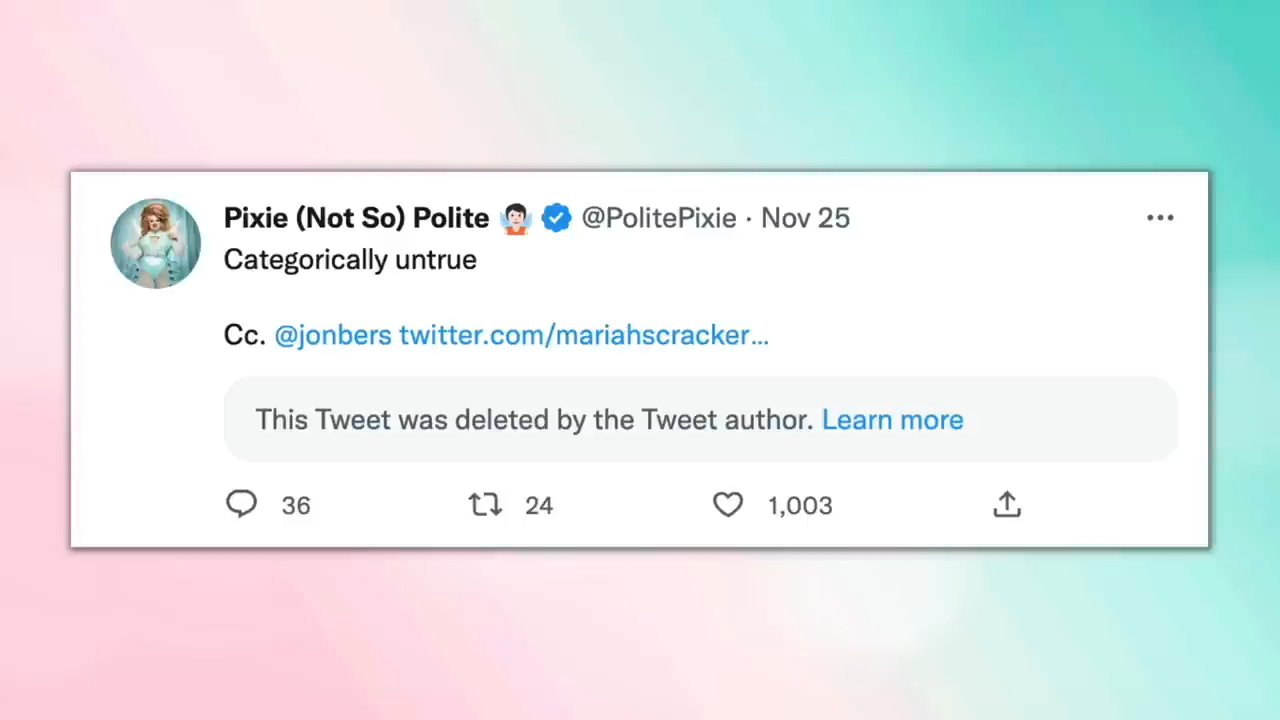 Pixie (Not So) Polite 🧚🏻 @PolitePixie · Nov 25
Categorically untrue
Cc. @jonbers twitter.com/mariahscracker...
This Tweet was deleted by the Tweet author. Learn more
36 24 1,003